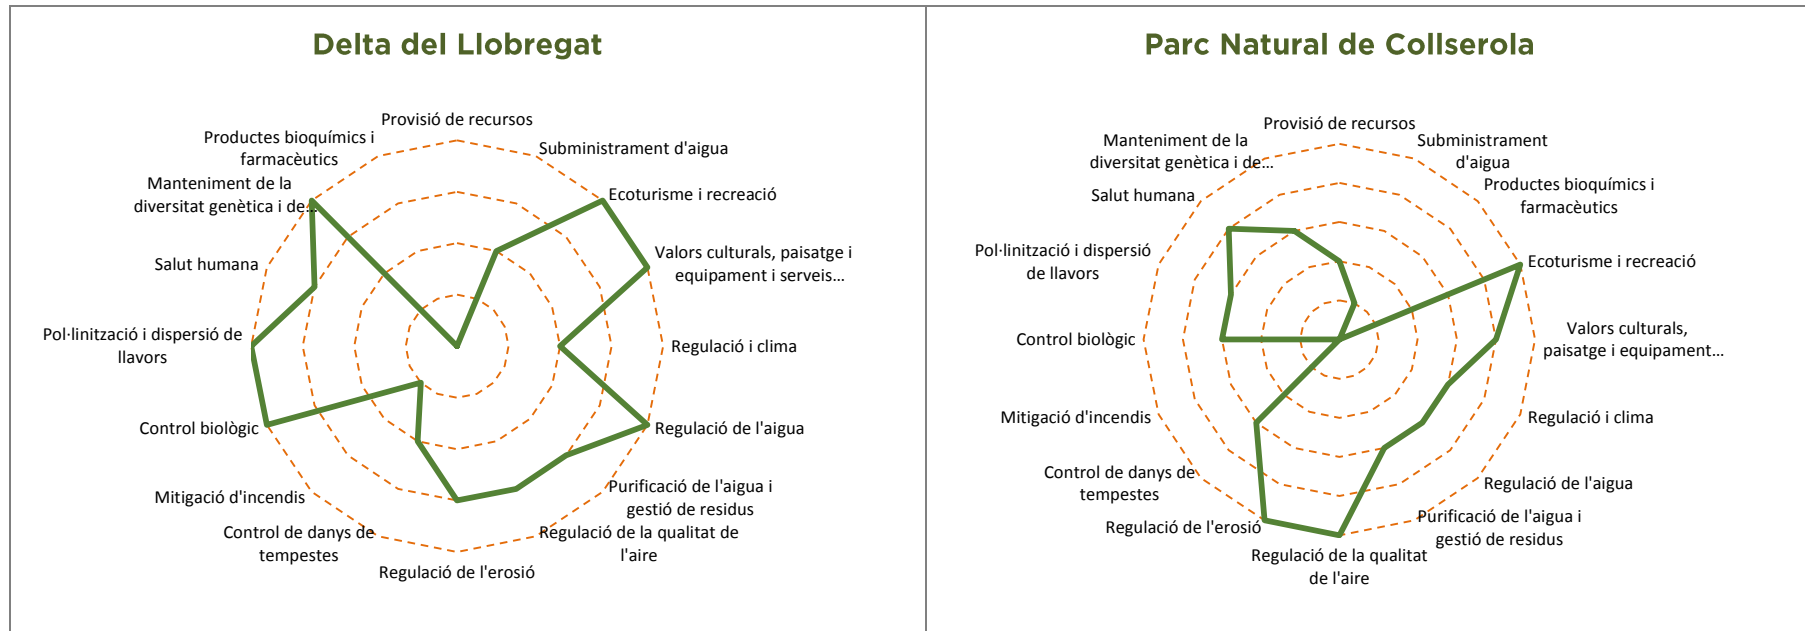 Delta del Llobregat
Provisió de recursos
Subministrament d'aigua
Ecoturisme i recreació
Valors culturals, paisatge i
equipament i serveis...
Regulació i clima
Regulació de l'aigua
Purificació de l'aigua i
gestió de residus
Regulació de la qualitat de
l'aire
Regulació de l'erosió
Control de danys de
tempestes
Mitigació d'incendis
Control biològic
Pol·linització i dispersió de
llavors
Salut humana
Manteniment de la
diversitat genètica i de...
Productes bioquímics i
farmacèutics
Parc Natural de Collserola
Provisió de recursos
Subministrament
d'aigua
Productes bioquímics i
farmacèutics
Ecoturisme i recreació
Valors culturals,
paisatge i equipament...
Regulació i clima
Regulació de l'aigua
Purificació de l'aigua i
gestió de residus
Regulació de la qualitat
de l'aire
Regulació de l'erosió
Control de danys de
tempestes
Mitigació d'incendis
Control biològic
Pol·linització i dispersió
de llavors
Salut humana
Manteniment de la
diversitat genètica i de...